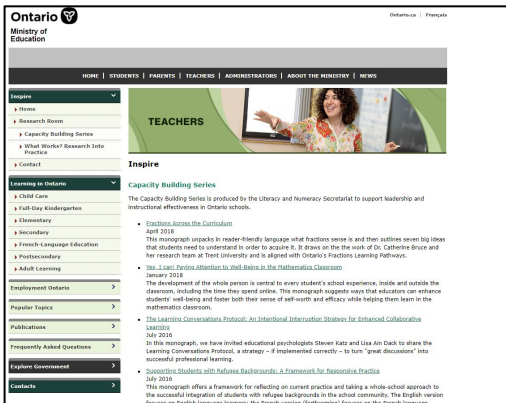 Ontario
Ontario.ca | Français
Ministry of
Education
HOME | STUDENTS | PARENTS | TEACHERS | ADMINISTRATORS | ABOUT THE MINISTRY | NEWS
Inspire
Home
Research Room
Capacity Building Series
What Works? Research Into
Practice
Contact
Learning in Ontario
Child Care
Full-Day Kindergarten
Elementary
Secondary
French-Language Education
Postsecondary
Adult Learning
Employment Ontario
Popular Topics
Publications
Frequently Asked Questions
Explore Government
Contacts
TEACHERS
Inspire
Capacity Building Series
The Capacity Building Series is produced by the Literacy and Numeracy Secretariat to support leadership and
instructional effectiveness in Ontario schools.
Fractions Across the Curriculum
April 2018
This monograph unpacks in reader-friendly language what fractions sense is and then outlines seven big ideas
that students need to understand in order to acquire it. It draws on the the work of Dr. Catherine Bruce and
her research team at Trent University and is aligned with Ontario's Fractions Learning Pathways.
Yes, I can! Paying Attention to Well-Being in the Mathematics Classroom
January 2018
The development of the whole person is central to every student's school experience, inside and outside the
classroom, including the time they spend online. This monograph suggests ways that educators can enhance
students' well-being and foster both their sense of self-worth and efficacy while helping them learn in the
mathematics classroom.
The Learning Conversations Protocol: An Intentional Interruption Strategy for Enhanced Collaborative
Learning
July 2016
In this monograph, we have invited educational psychologists Steven Katz and Lisa Ain Dack to share the
Learning Conversations Protocol, a strategy – if implemented correctly – to turn "great discussions" into
successful professional learning.
Supporting Students with Refugee Backgrounds: A Framework for Responsive Practice
July 2016
This monograph offers a framework for reflecting on current practice and taking a whole-school approach to
the successful integration of students with refugee backgrounds in the school community. The English version
focuses on English language learners; the French version (forthcoming) focuses on the French language